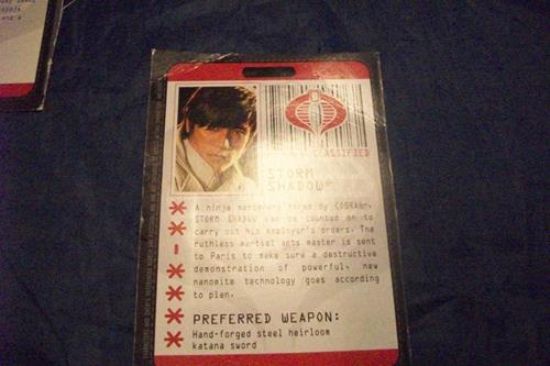 CLASSIFIED
STORM
SHADOW
A ninja mercenary hired by COBRA,
STORM SHADOW can be counted on to
carry out his employer's orders. The
ruthless martial arts master is sent
to Paris to make sure a destructive
demonstration of powerful, new
nanomite technology goes according
to plan.
PREFERRED WEAPON:
Hand-forged steel heirloom
katana sword